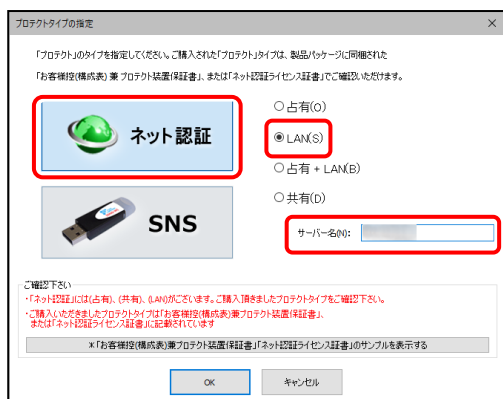 プロテクトタイプの指定
「プロテクト」のタイプを指定してください。ご購入された「プロテクト」タイプは、製品パッケージに同梱された
「お客様控(構成表) 兼 プロテクト装置保証書」、または「ネット認証ライセンス証書」でご確認いただけます。
ネット認証
占有(O)
LAN(S)
占有 + LAN(B)
共有(D)
SNS
サーバー名(N):
ご確認下さい
・「ネット認証」には(占有)、(共有)、(LAN)がございます。ご購入頂きましたプロテクトタイプをご確認下さい。
・ご購入いただきましたプロテクトタイプは「お客様控(構成表)兼プロテクト装置保証書」、
または「ネット認証ライセンス証書」に記載されています
*「お客様控(構成表)兼プロテクト装置保証書」「ネット認証ライセンス証書」のサンプルを表示する
OK
キャンセル